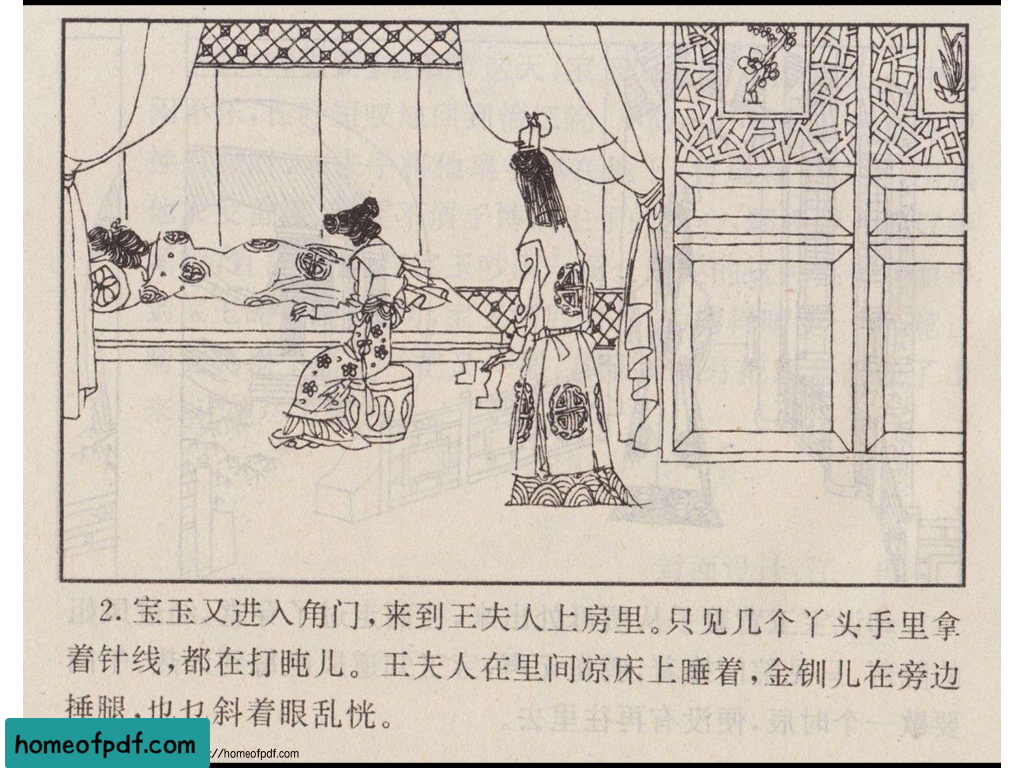 2. 宝玉又进入角门，来到王夫人上房里。只见几个丫头手里拿
着针线，都在打盹儿。王夫人在里间凉床上睡着，金钏儿在旁边
捶腿，也乜斜着眼乱恍。
homeofpdf.com
://homeofpdf.com